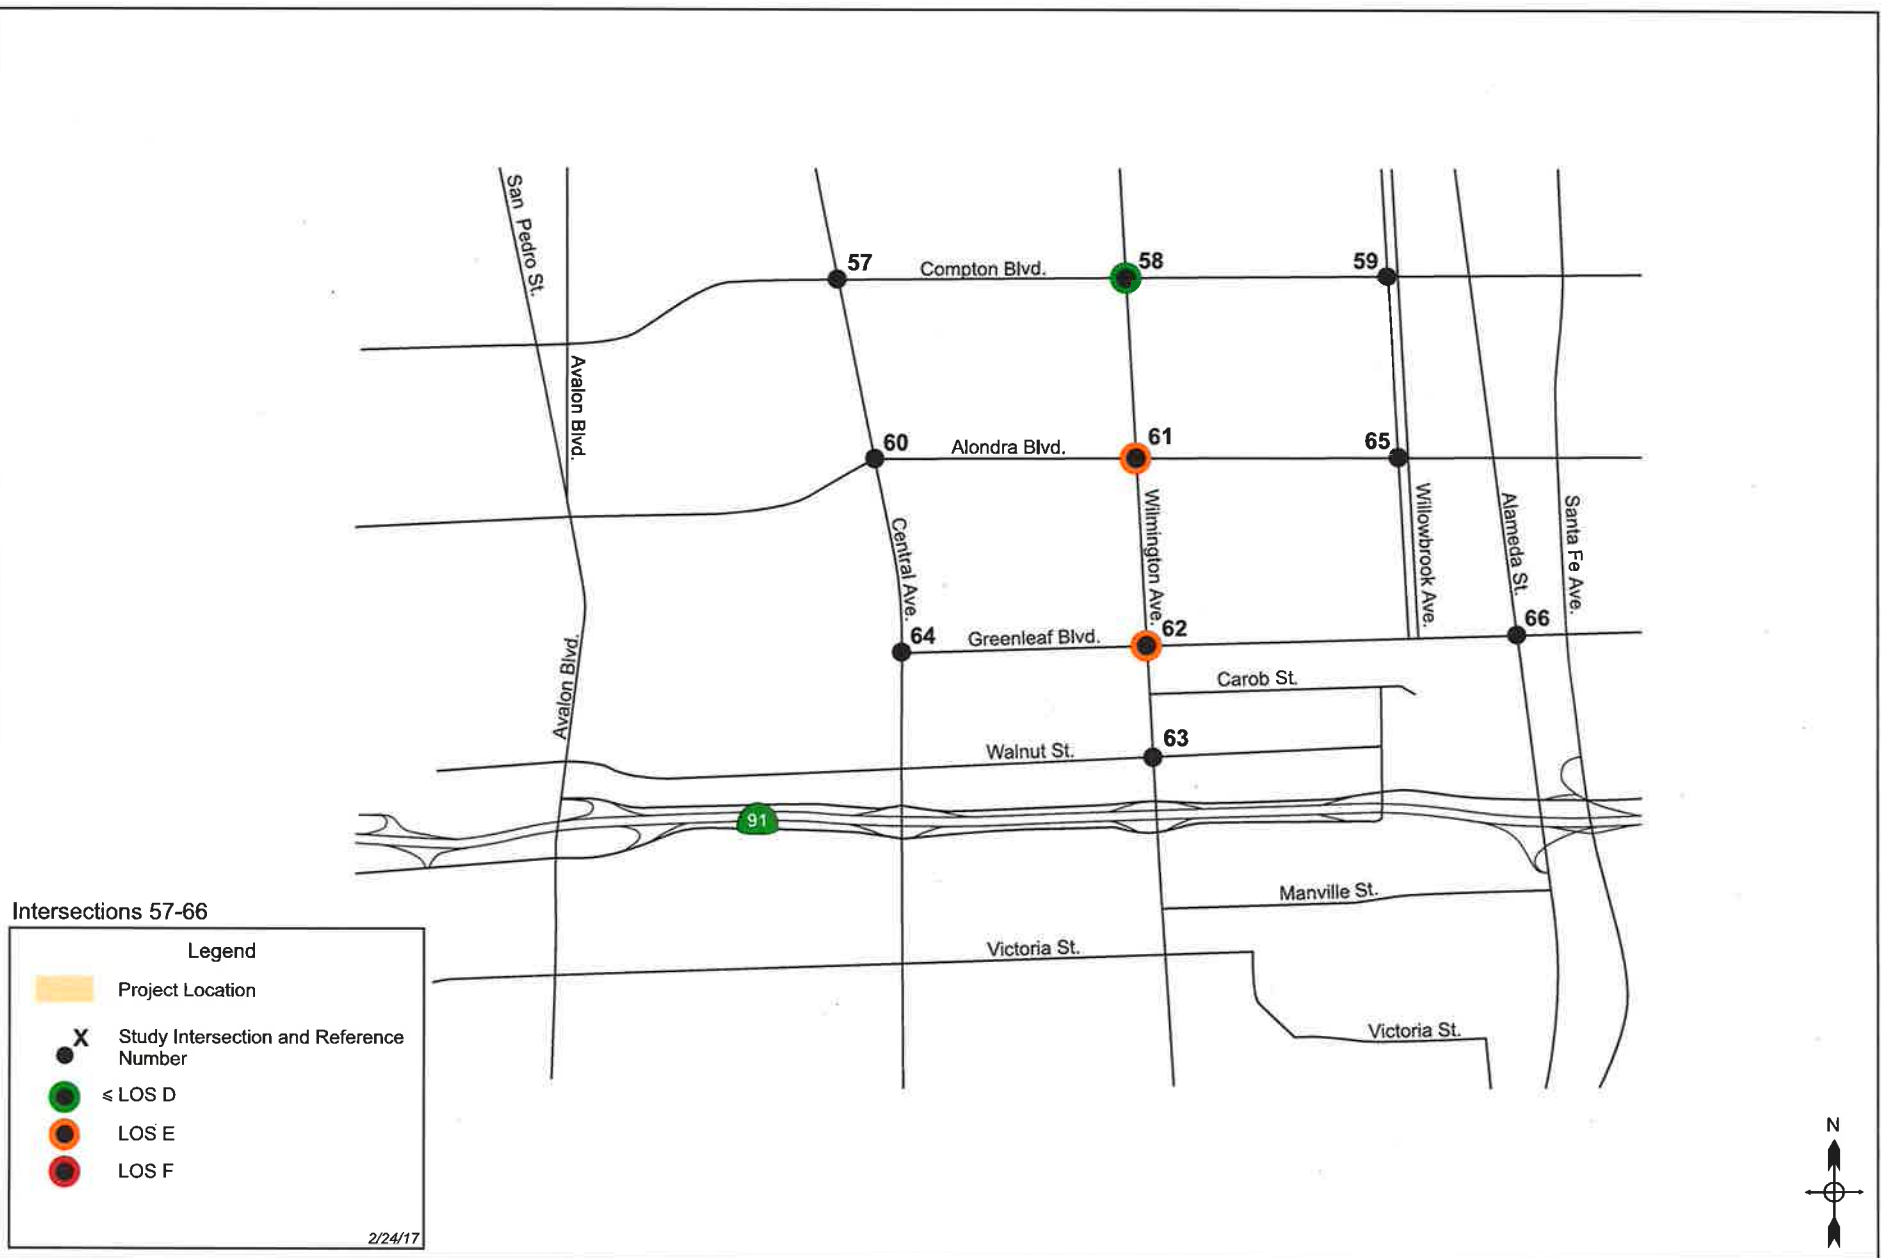 San Pedro St.
57
Compton Blvd.
58
59
Avalon Blvd.
60
Alondra Blvd.
61
65
Central Ave.
Wilmington Ave.
Willowbrook Ave.
Alameda St.
Santa Fe Ave.
64
Greenleaf Blvd.
62
66
Avalon Blvd.
Carob St.
Walnut St.
63
91
Manville St.
Victoria St.
Victoria St.
Intersections 57-66
Legend
Project Location
X
Study Intersection and Reference
Number
≤ LOS D
LOS E
LOS F
2/24/17
N